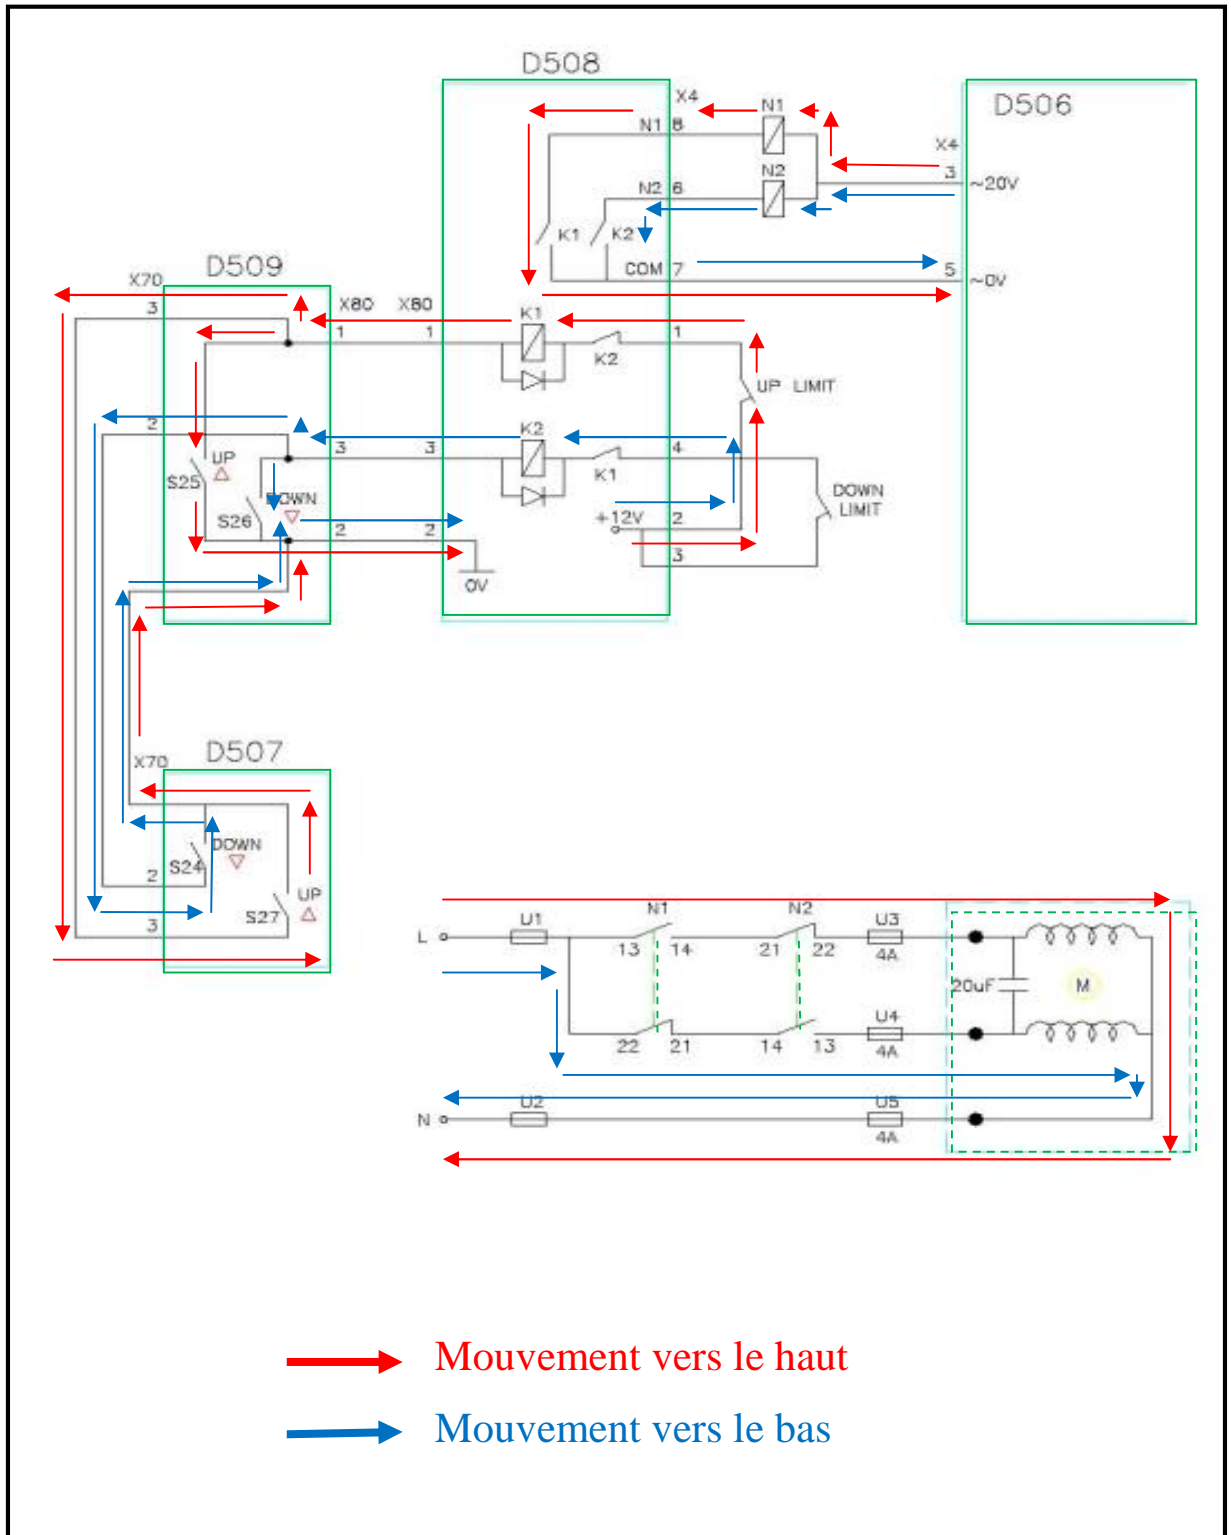 D508
D506
X4
N1
N1 8
X4
3
~20V
N2
N2 6
K1
K2
COM 7
5
~0V
D509
X70
3
X80
X80
1
1
K1
K2
1
UP LIMIT
2
UP
S25
3
3
K2
K1
4
DOWN
S26
DOWN
LIMIT
+12V
2
2
2
3
0V
D507
X70
DOWN
S24
2
UP
S27
3
L
U1
N1
13
14
N2
21
22
U3
4A
20uF
M
22
21
14
13
U4
4A
N
U2
U5
4A
Mouvement vers le haut
Mouvement vers le bas